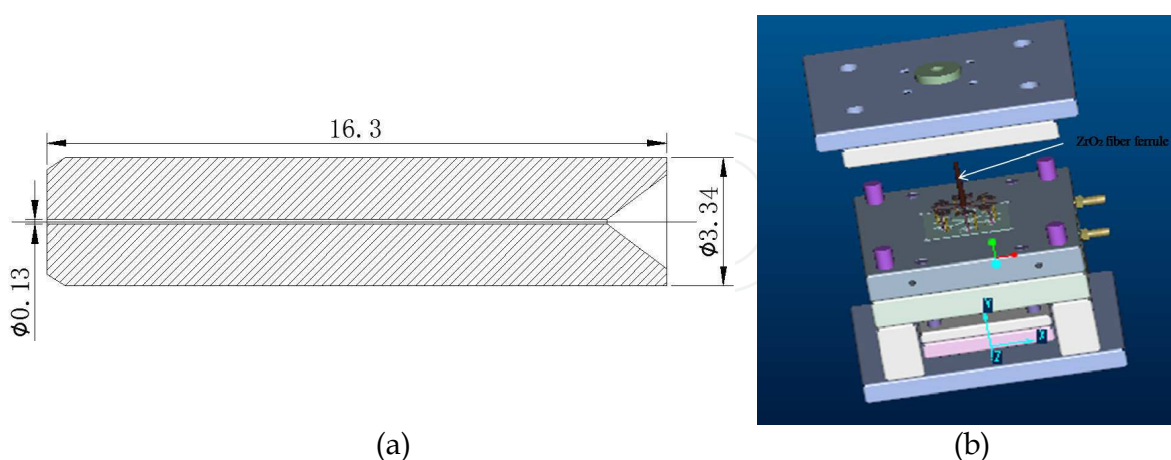 16.3
ϕ3.34
ϕ0.13
ZrO₂ fiber ferrule
Y
X
Z
(a)
(b)